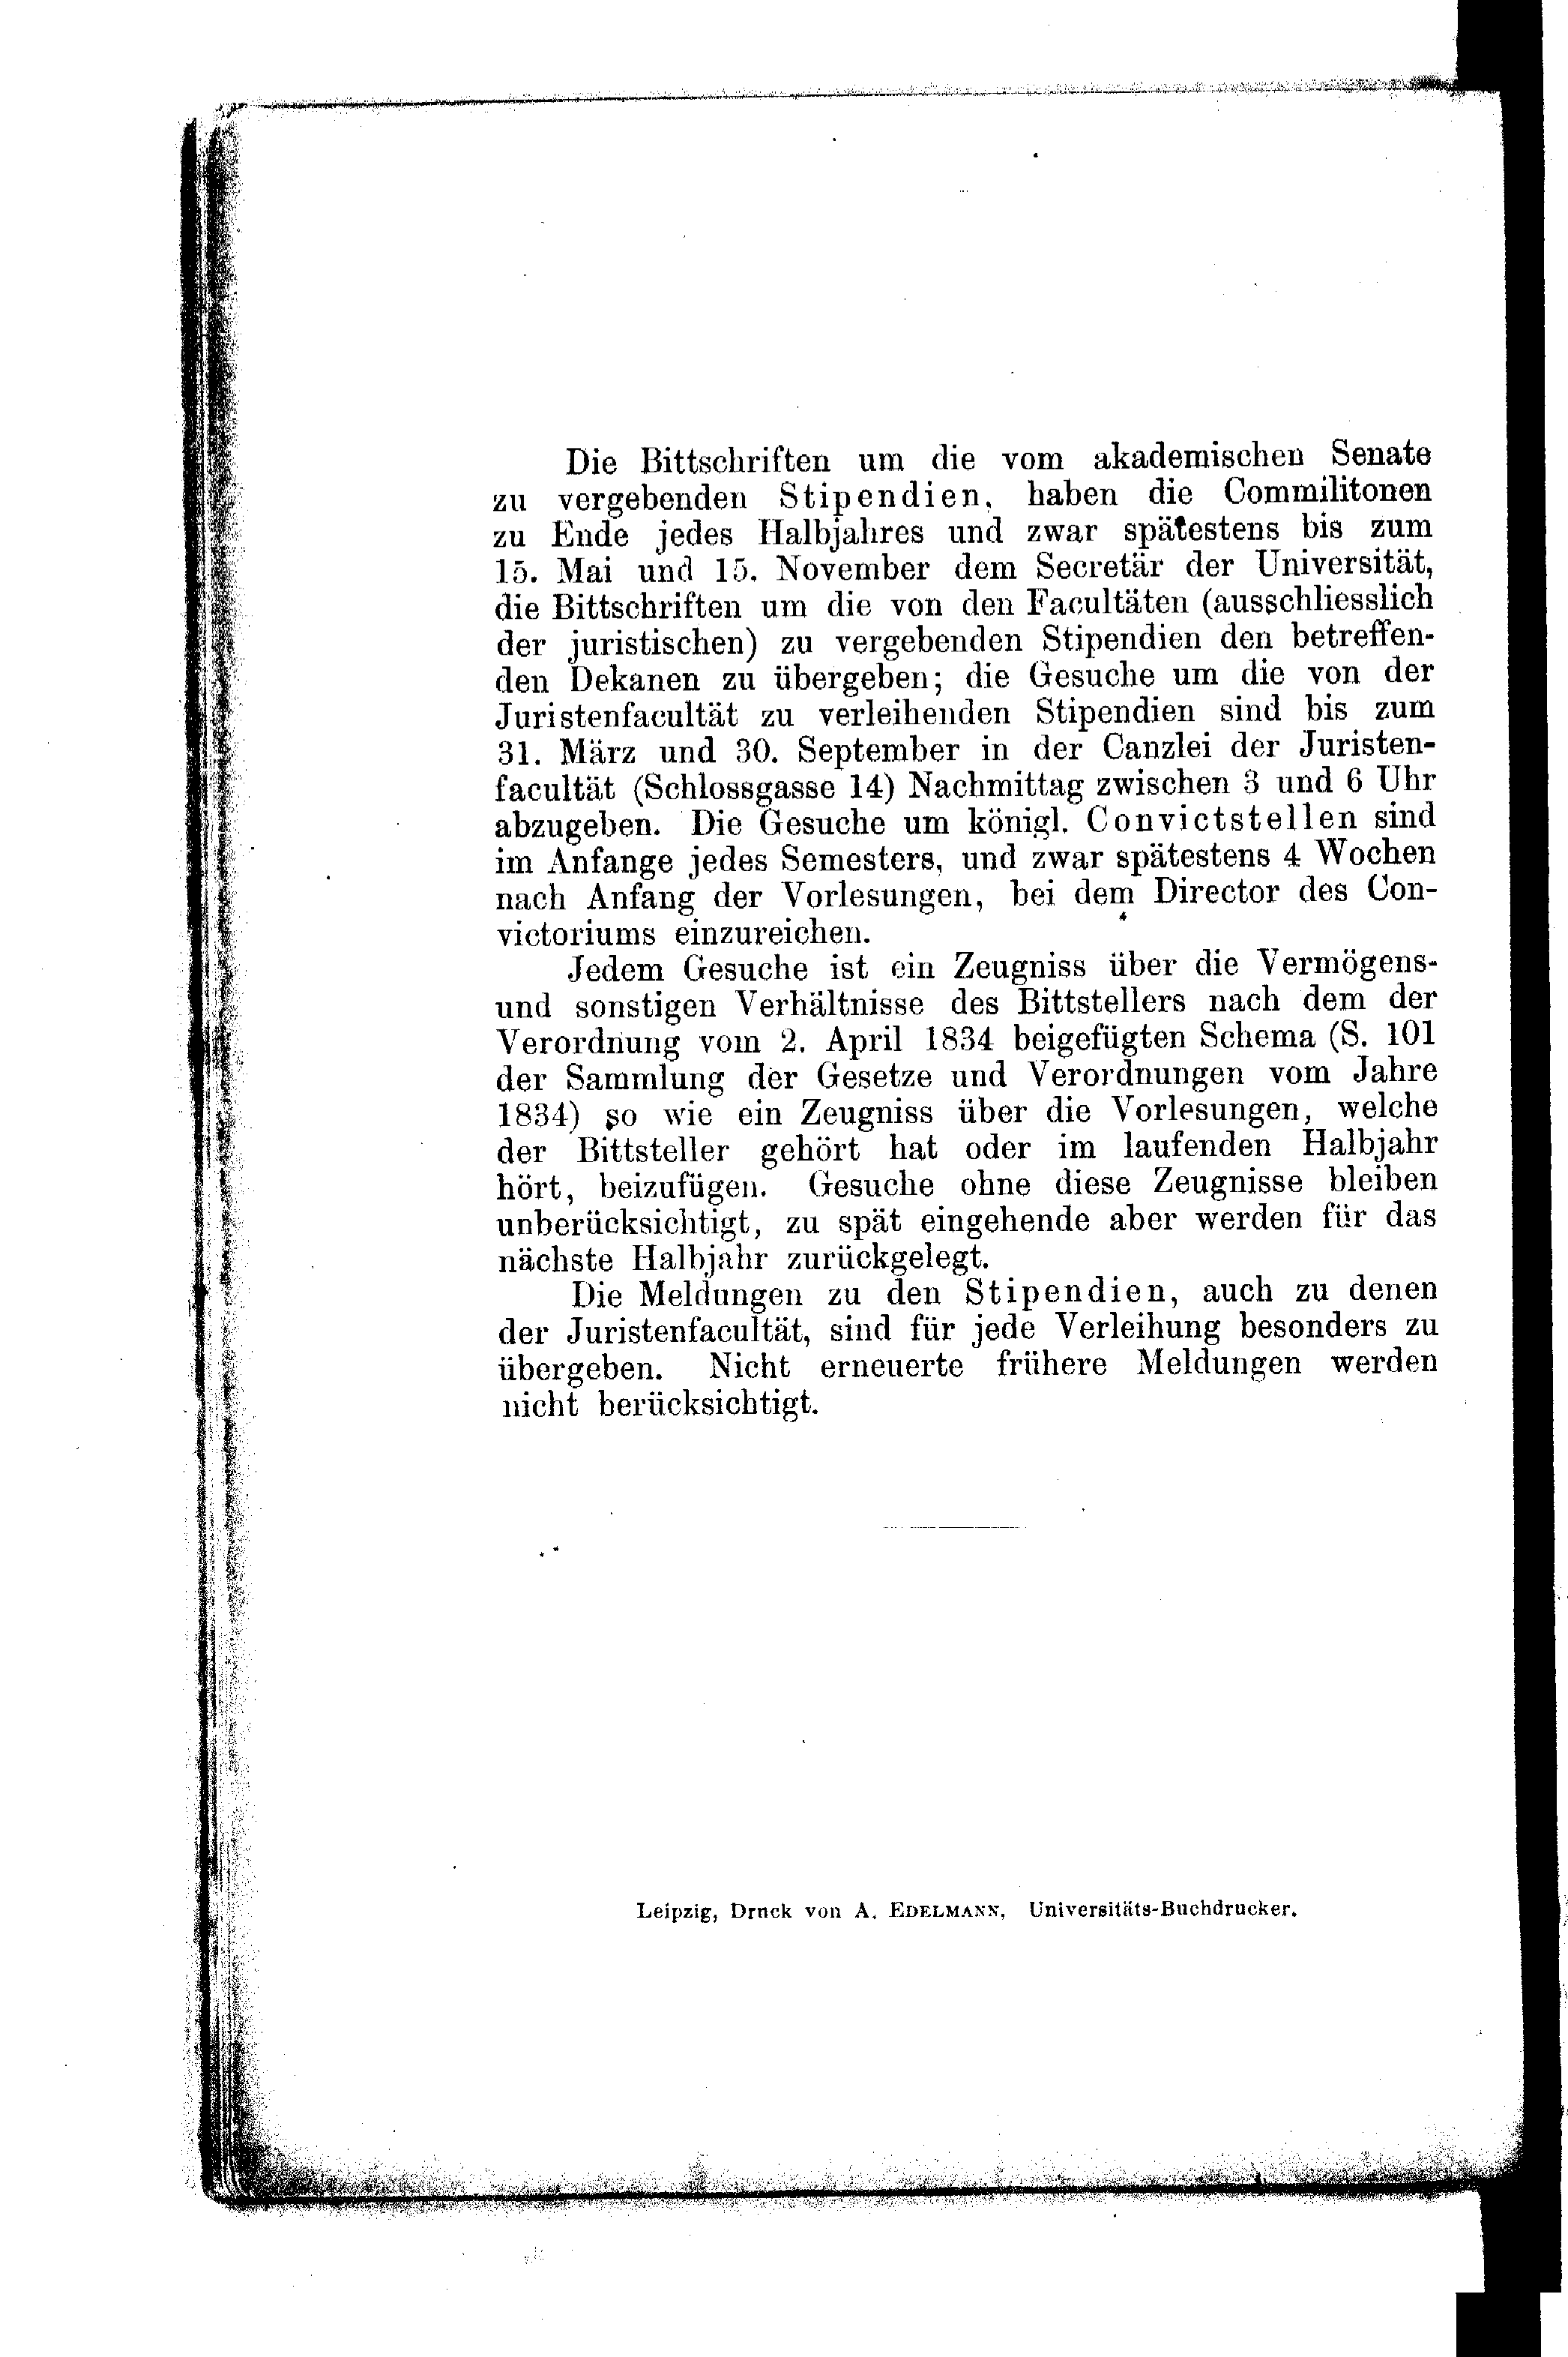 Die Bittschriften um die vom akademischen Senate
zu vergebenden Stipendien, haben die Commilitonen
zu Ende jedes Halbjahres und zwar spätestens bis zum
15. Mai und 15. November dem Secretär der Universität,
die Bittschriften um die von den Facultäten (ausschliesslich
der juristischen) zu vergebenden Stipendien den betreffen-
den Dekanen zu übergeben; die Gesuche um die von der
Juristenfacultät zu verleihenden Stipendien sind bis zum
31. März und 30. September in der Canzlei der Juristen-
facultät (Schlossgasse 14) Nachmittag zwischen 3 und 6 Uhr
abzugeben. Die Gesuche um königl. Convictstellen sind
im Anfange jedes Semesters, und zwar spätestens 4 Wochen
nach Anfang der Vorlesungen, bei dem Director des Con-
victoriums einzureichen.
Jedem Gesuche ist ein Zeugniss über die Vermögens-
und sonstigen Verhältnisse des Bittstellers nach dem der
Verordnung vom 2. April 1834 beigefügten Schema (S. 101
der Sammlung der Gesetze und Verordnungen vom Jahre
1834) so wie ein Zeugniss über die Vorlesungen, welche
der Bittsteller gehört hat oder im laufenden Halbjahr
hört, beizufügen. Gesuche ohne diese Zeugnisse bleiben
unberücksichtigt, zu spät eingehende aber werden für das
nächste Halbjahr zurückgelegt.
Die Meldungen zu den Stipendien, auch zu denen
der Juristenfacultät, sind für jede Verleihung besonders zu
übergeben. Nicht erneuerte frühere Meldungen werden
nicht berücksichtigt.
Leipzig, Druck von A. EDELMANN, Universitäts-Buchdrucker.